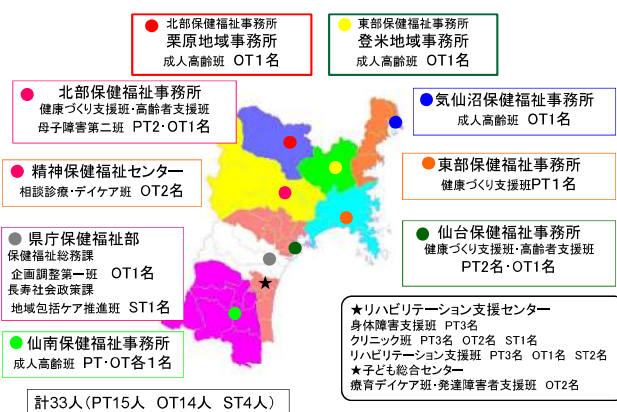 ●北部保健福祉事務所
栗原地域事務所
成人高齢班 OT1名
●東部保健福祉事務所
登米地域事務所
成人高齢班 OT1名
●北部保健福祉事務所
健康づくり支援班・高齢者支援班
母子障害第二班 PT2・OT1名
●気仙沼保健福祉事務所
成人高齢班 OT1名
●精神保健福祉センター
相談診療・デイケア班 OT2名
●東部保健福祉事務所
健康づくり支援班PT1名
●県庁保健福祉部
保健福祉総務課
企画調整第一班 OT1名
長寿社会政策課
地域包括ケア推進班 ST1名
●仙台保健福祉事務所
健康づくり支援班・高齢者支援班
PT2名・OT1名
●仙南保健福祉事務所
成人高齢班 PT・OT各1名
★リハビリテーション支援センター
身体障害支援班 PT3名
クリニック班 PT3名 OT2名 ST1名
リハビリテーション支援班 PT3名 OT1名 ST2名
★子ども総合センター
療育デイケア班・発達障害者支援班 OT2名
計33人(PT15人 OT14人 ST4人)